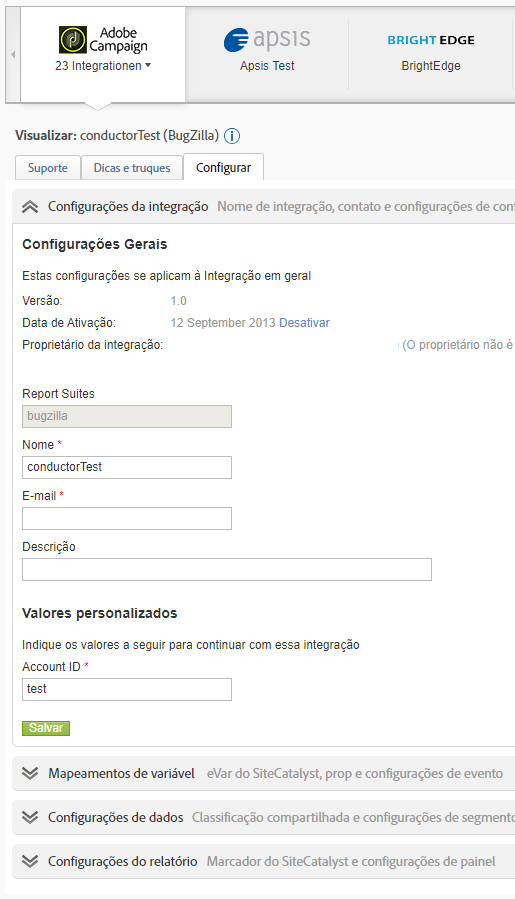 Adobe
Campaign
23 Integrationen
apsis
Apsis Test
BRIGHT EDGE
BrightEdge
Visualizar: conductorTest (BugZilla)
Suporte
Dicas e truques
Configurar
Configurações da integração Nome de integração, contato e configurações de con
Configurações Gerais
Estas configurações se aplicam à Integração em geral
Versão: 1.0
Data de Ativação: 12 September 2013 Desativar
Proprietário da integração: (O proprietário não é
Report Suites
bugzilla
Nome *
conductorTest
E-mail *
Descrição
Valores personalizados
Indique os valores a seguir para continuar com essa integração
Account ID *
test
Salvar
Mapeamentos de variável eVar do SiteCatalyst, prop e configurações de evento
Configurações de dados Classificação compartilhada e configurações de segmento
Configurações do relatório Marcador do SiteCatalyst e configurações de painel